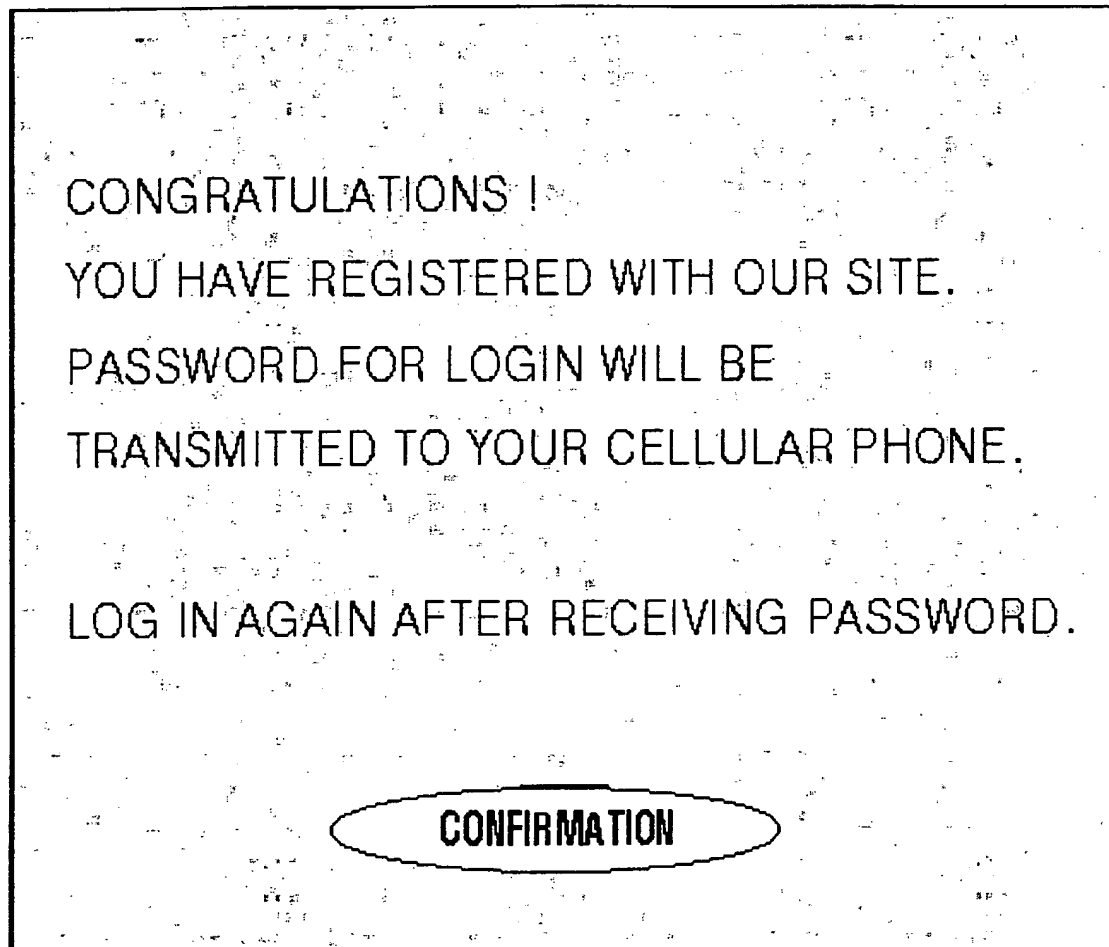 CONGRATULATIONS !
YOU HAVE REGISTERED WITH OUR SITE.
PASSWORD FOR LOGIN WILL BE
TRANSMITTED TO YOUR CELLULAR PHONE.
LOG IN AGAIN AFTER RECEIVING PASSWORD.
CONFIRMATION